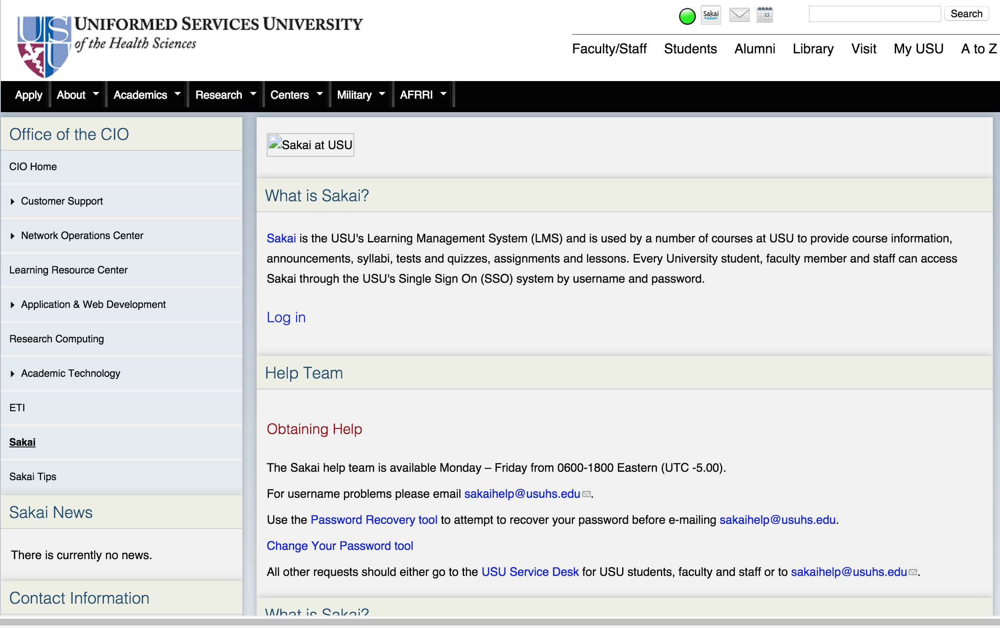 UNIFORMED SERVICES UNIVERSITY
of the Health Sciences
Sakai
Search
Faculty/Staff Students Alumni Library Visit My USU A to Z
Apply About Academics Research Centers Military AFRRI
Office of the CIO
CIO Home
Customer Support
Network Operations Center
Learning Resource Center
Application & Web Development
Research Computing
Academic Technology
ETI
Sakai
Sakai Tips
Sakai News
There is currently no news.
Contact Information
Sakai at USU
What is Sakai?
Sakai is the USU's Learning Management System (LMS) and is used by a number of courses at USU to provide course information,
announcements, syllabi, tests and quizzes, assignments and lessons. Every University student, faculty member and staff can access
Sakai through the USU's Single Sign On (SSO) system by username and password.
Log in
Help Team
Obtaining Help
The Sakai help team is available Monday – Friday from 0600-1800 Eastern (UTC -5.00).
For username problems please email sakaihelp@usuhs.edu.
Use the Password Recovery tool to attempt to recover your password before e-mailing sakaihelp@usuhs.edu.
Change Your Password tool
All other requests should either go to the USU Service Desk for USU students, faculty and staff or to sakaihelp@usuhs.edu.
What is Sakai?